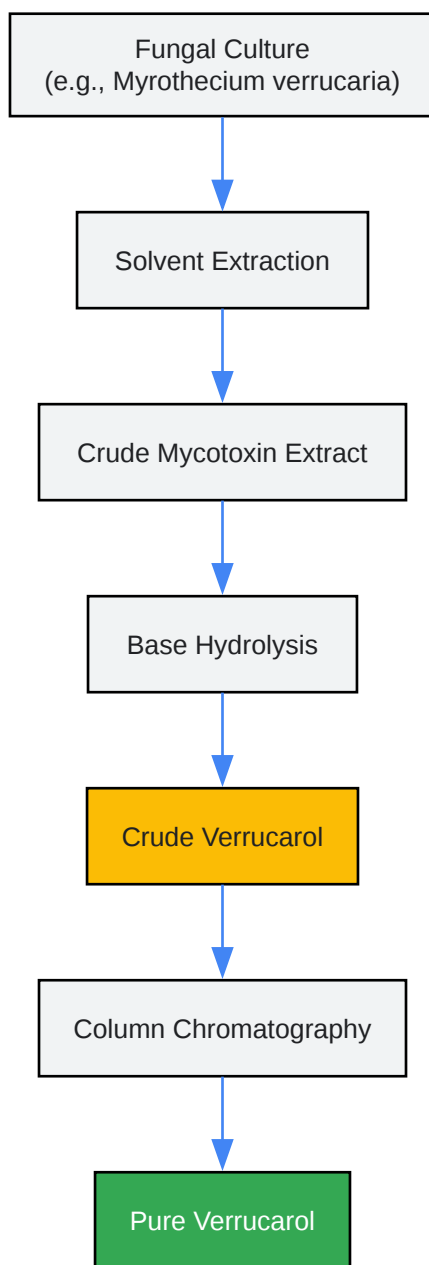 Fungal Culture
(e.g., Myrothecium verrucaria)
Solvent Extraction
Crude Mycotoxin Extract
Base Hydrolysis
Crude Verrucarol
Column Chromatography
Pure Verrucarol